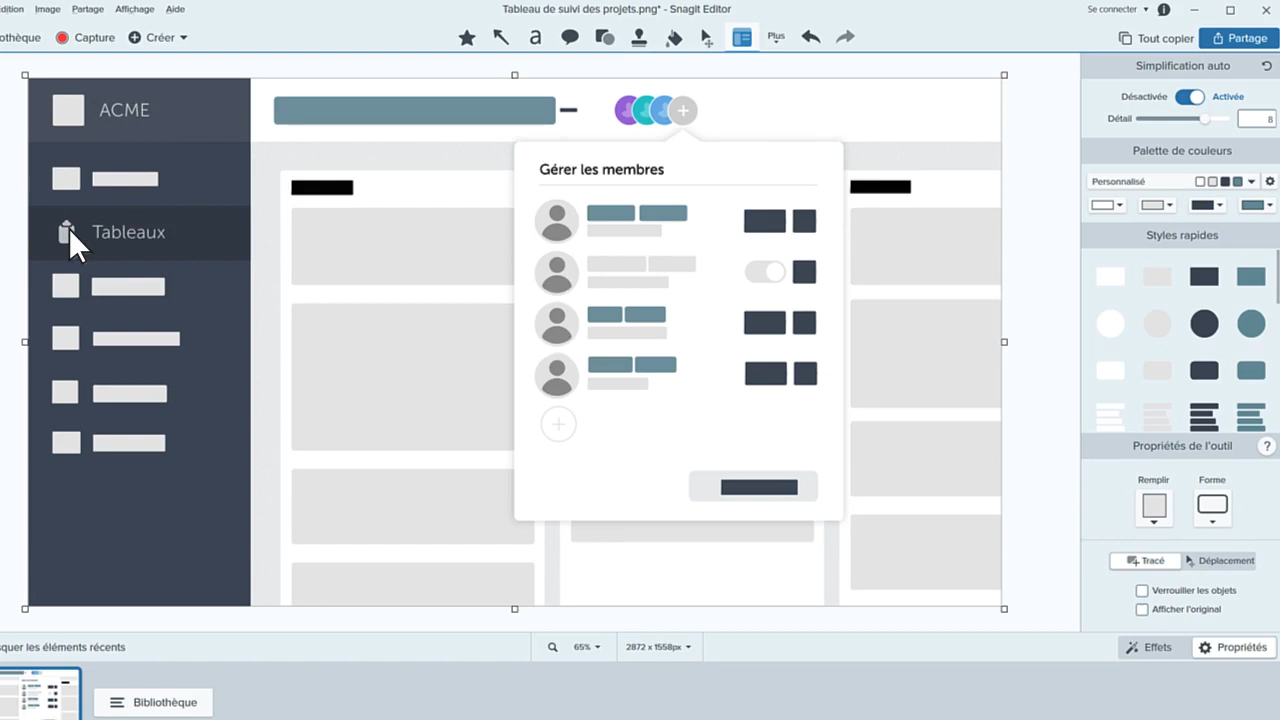 Édition Image Partage Affichage Aide
Tableau de suivi des projets.png* - Snagit Editor
Se connecter
Capture Créer
Plus
Tout copier Partage
Simplification auto
Désactivée Activée
Détail 8
Palette de couleurs
Personnalisé
Styles rapides
ACME
Tableaux
Gérer les membres
Propriétés de l'outil
Remplir Forme
Tracé Déplacement
Verrouiller les objets
Afficher l'original
quer les éléments récents
65% 2872 x 1558px
Effets Propriétés
Bibliothèque